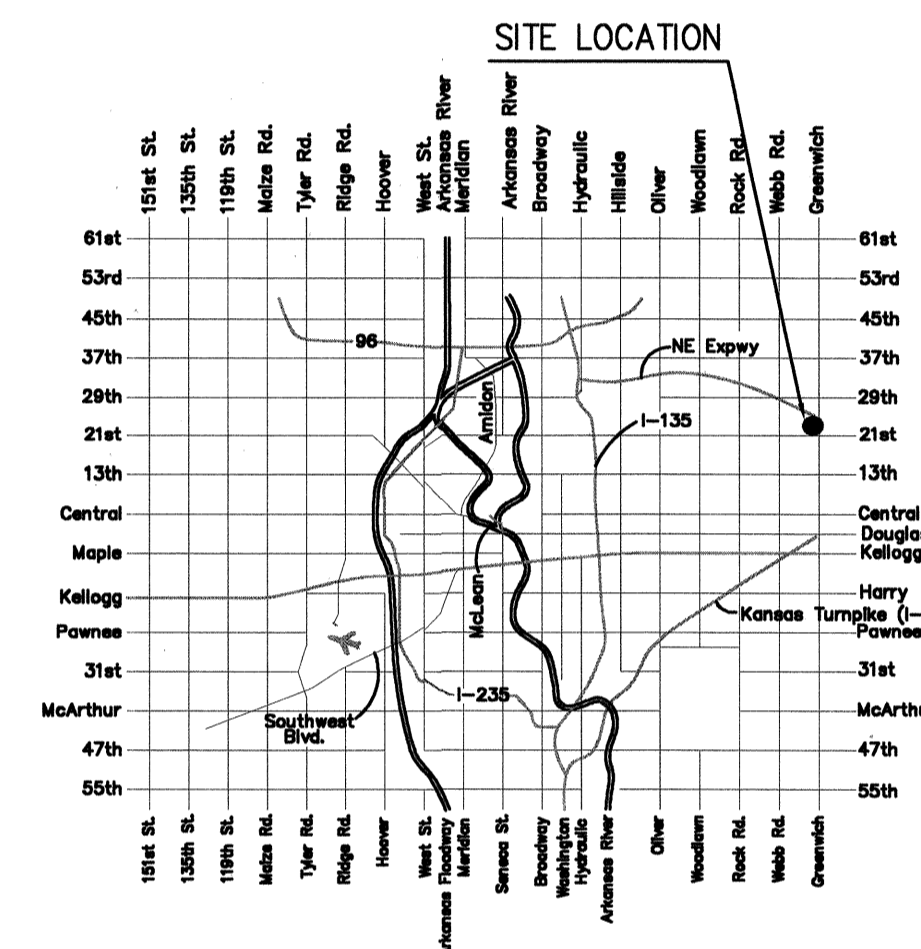 SITE LOCATION
151st St.
135th St.
119th St.
Maize Rd.
Tyler Rd.
Ridge Rd.
Hoover
West St.
Arkansas River
Meridian
Arkansas River
Broadway
Hydraulic
Hillside
Oliver
Woodlawn
Rock Rd.
Webb Rd.
Greenwich
61st
61st
53rd
53rd
45th
45th
96
NE Expwy
37th
37th
29th
29th
Amidon
I-135
21st
21st
13th
13th
Central
Central
Douglas
Maple
Kellogg
McLean
Kellogg
Harry
Kansas Turnpike (I-
Pawnee
Pawnee
31st
31st
I-235
McArthur
McArthu
Southwest
Blvd.
47th
47th
55th
55th
151st St.
135th St.
119th St.
Maize Rd.
Tyler Rd.
Ridge Rd.
Hoover
West St.
rkansas Floodway
Meridian
Seneca St.
Broadway
Washington
Hydraulic
Arkansas River
Oliver
Woodlawn
Rock Rd.
Webb Rd.
Greenwich